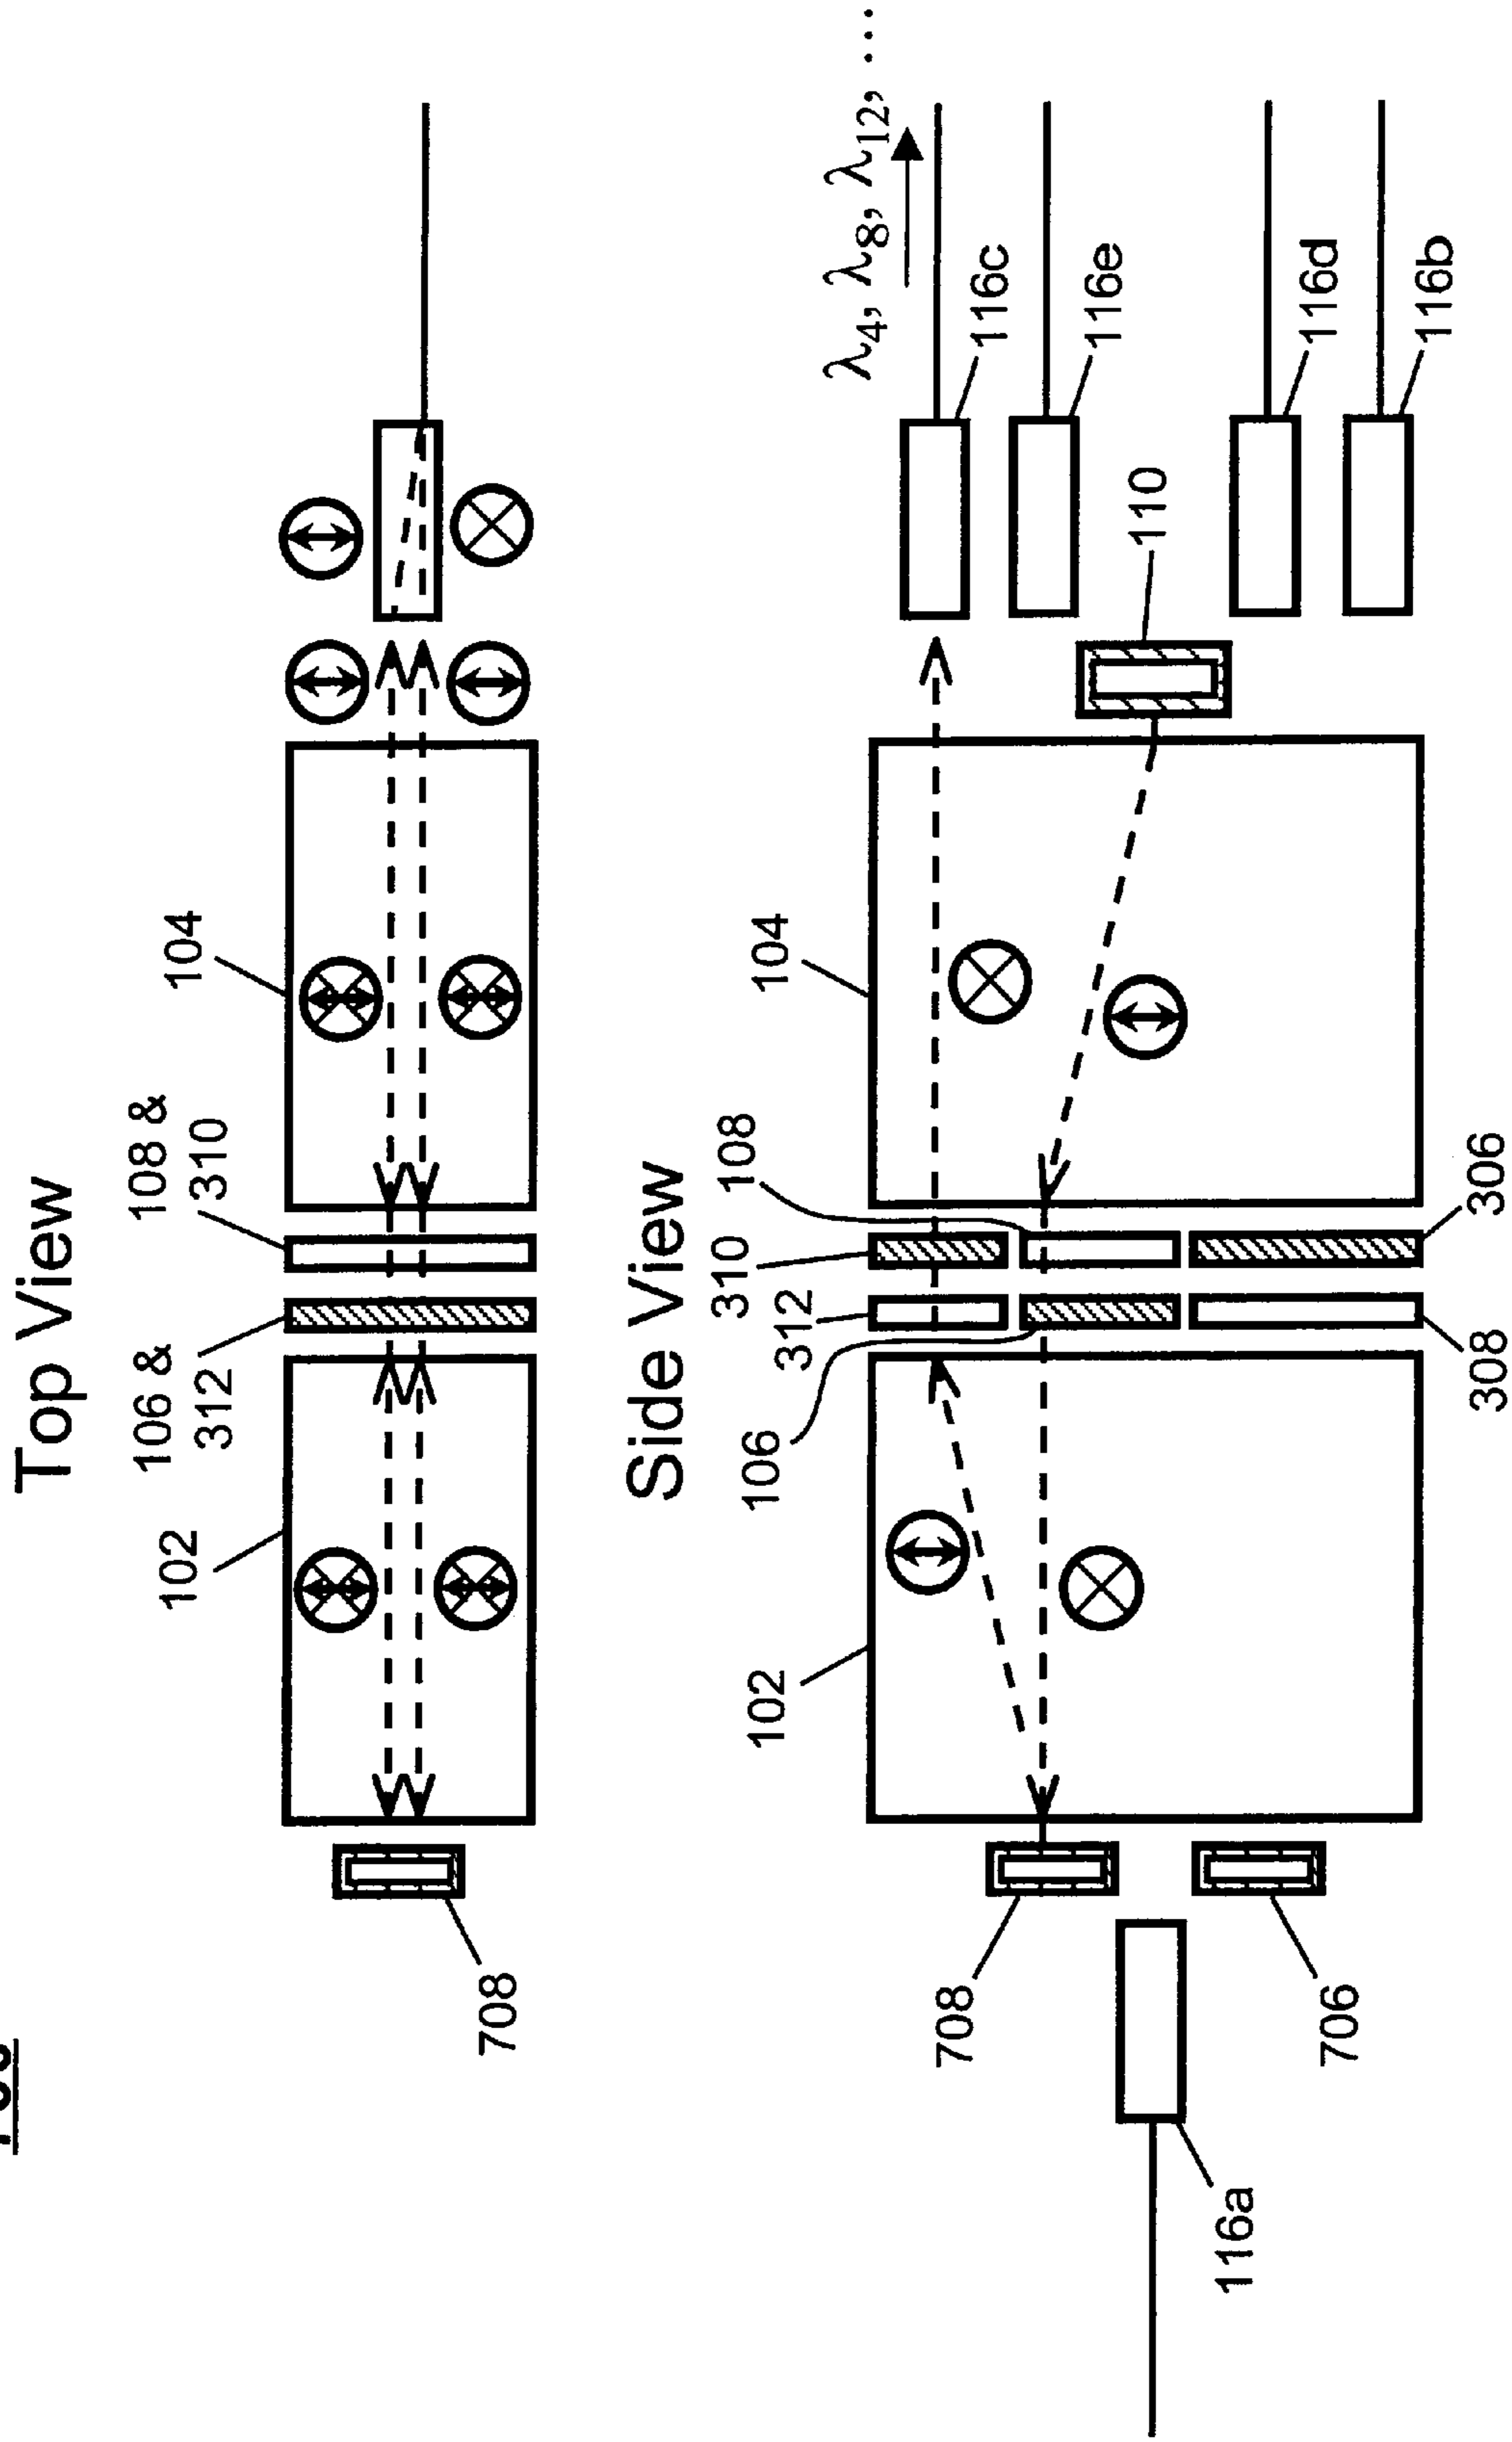 Top View
106 &
312
108 &
310
102
104
708
Side View
106
312
310
108
102
104
λ4, λ8, λ12, ...
708
116c
116e
110
116a
706
116d
116b
308
306